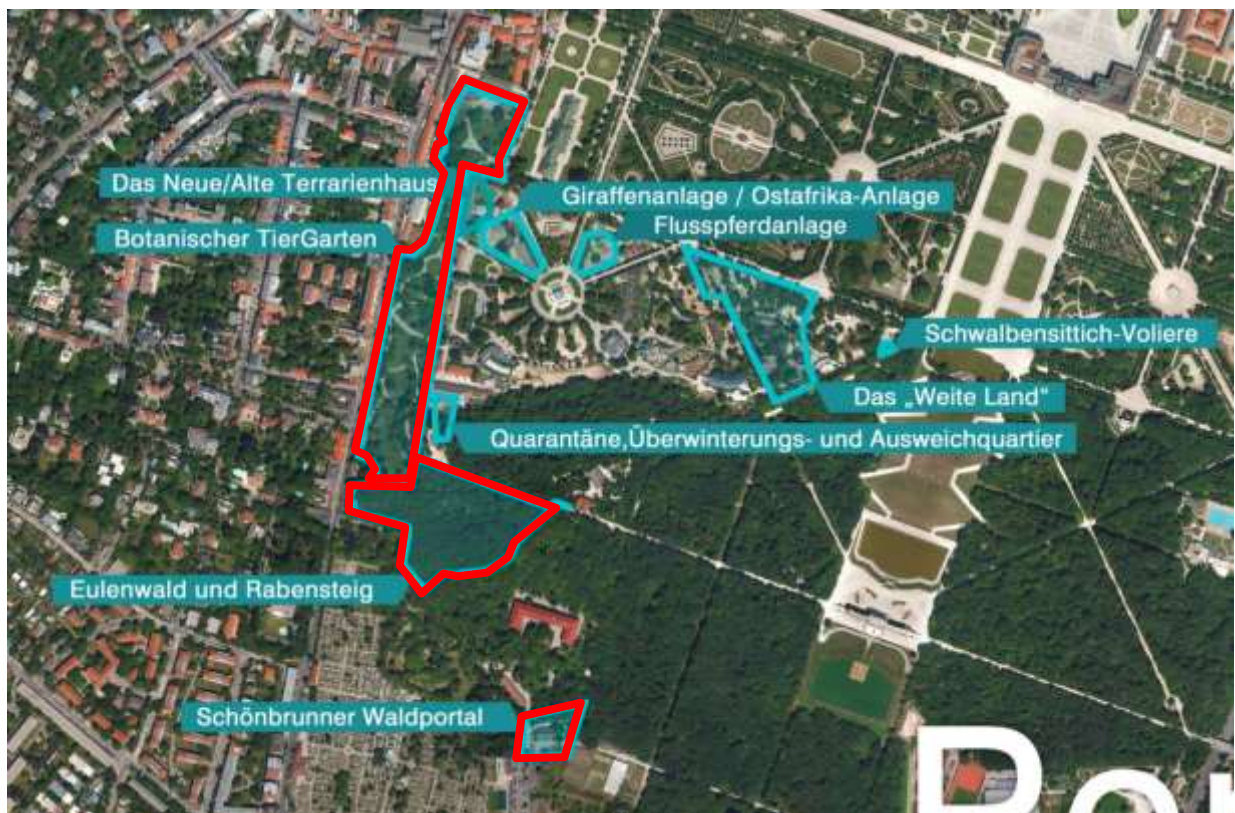 Das Neue/Alte Terrarienhaus
Giraffenanlage / Ostafrika-Anlage
Flusspferdanlage
Botanischer TierGarten
Schwalbensittich-Voliere
Das „Weite Land“
Quarantäne,Überwinterungs- und Ausweichquartier
Eulenwald und Rabensteig
Schönbrunner Waldportal